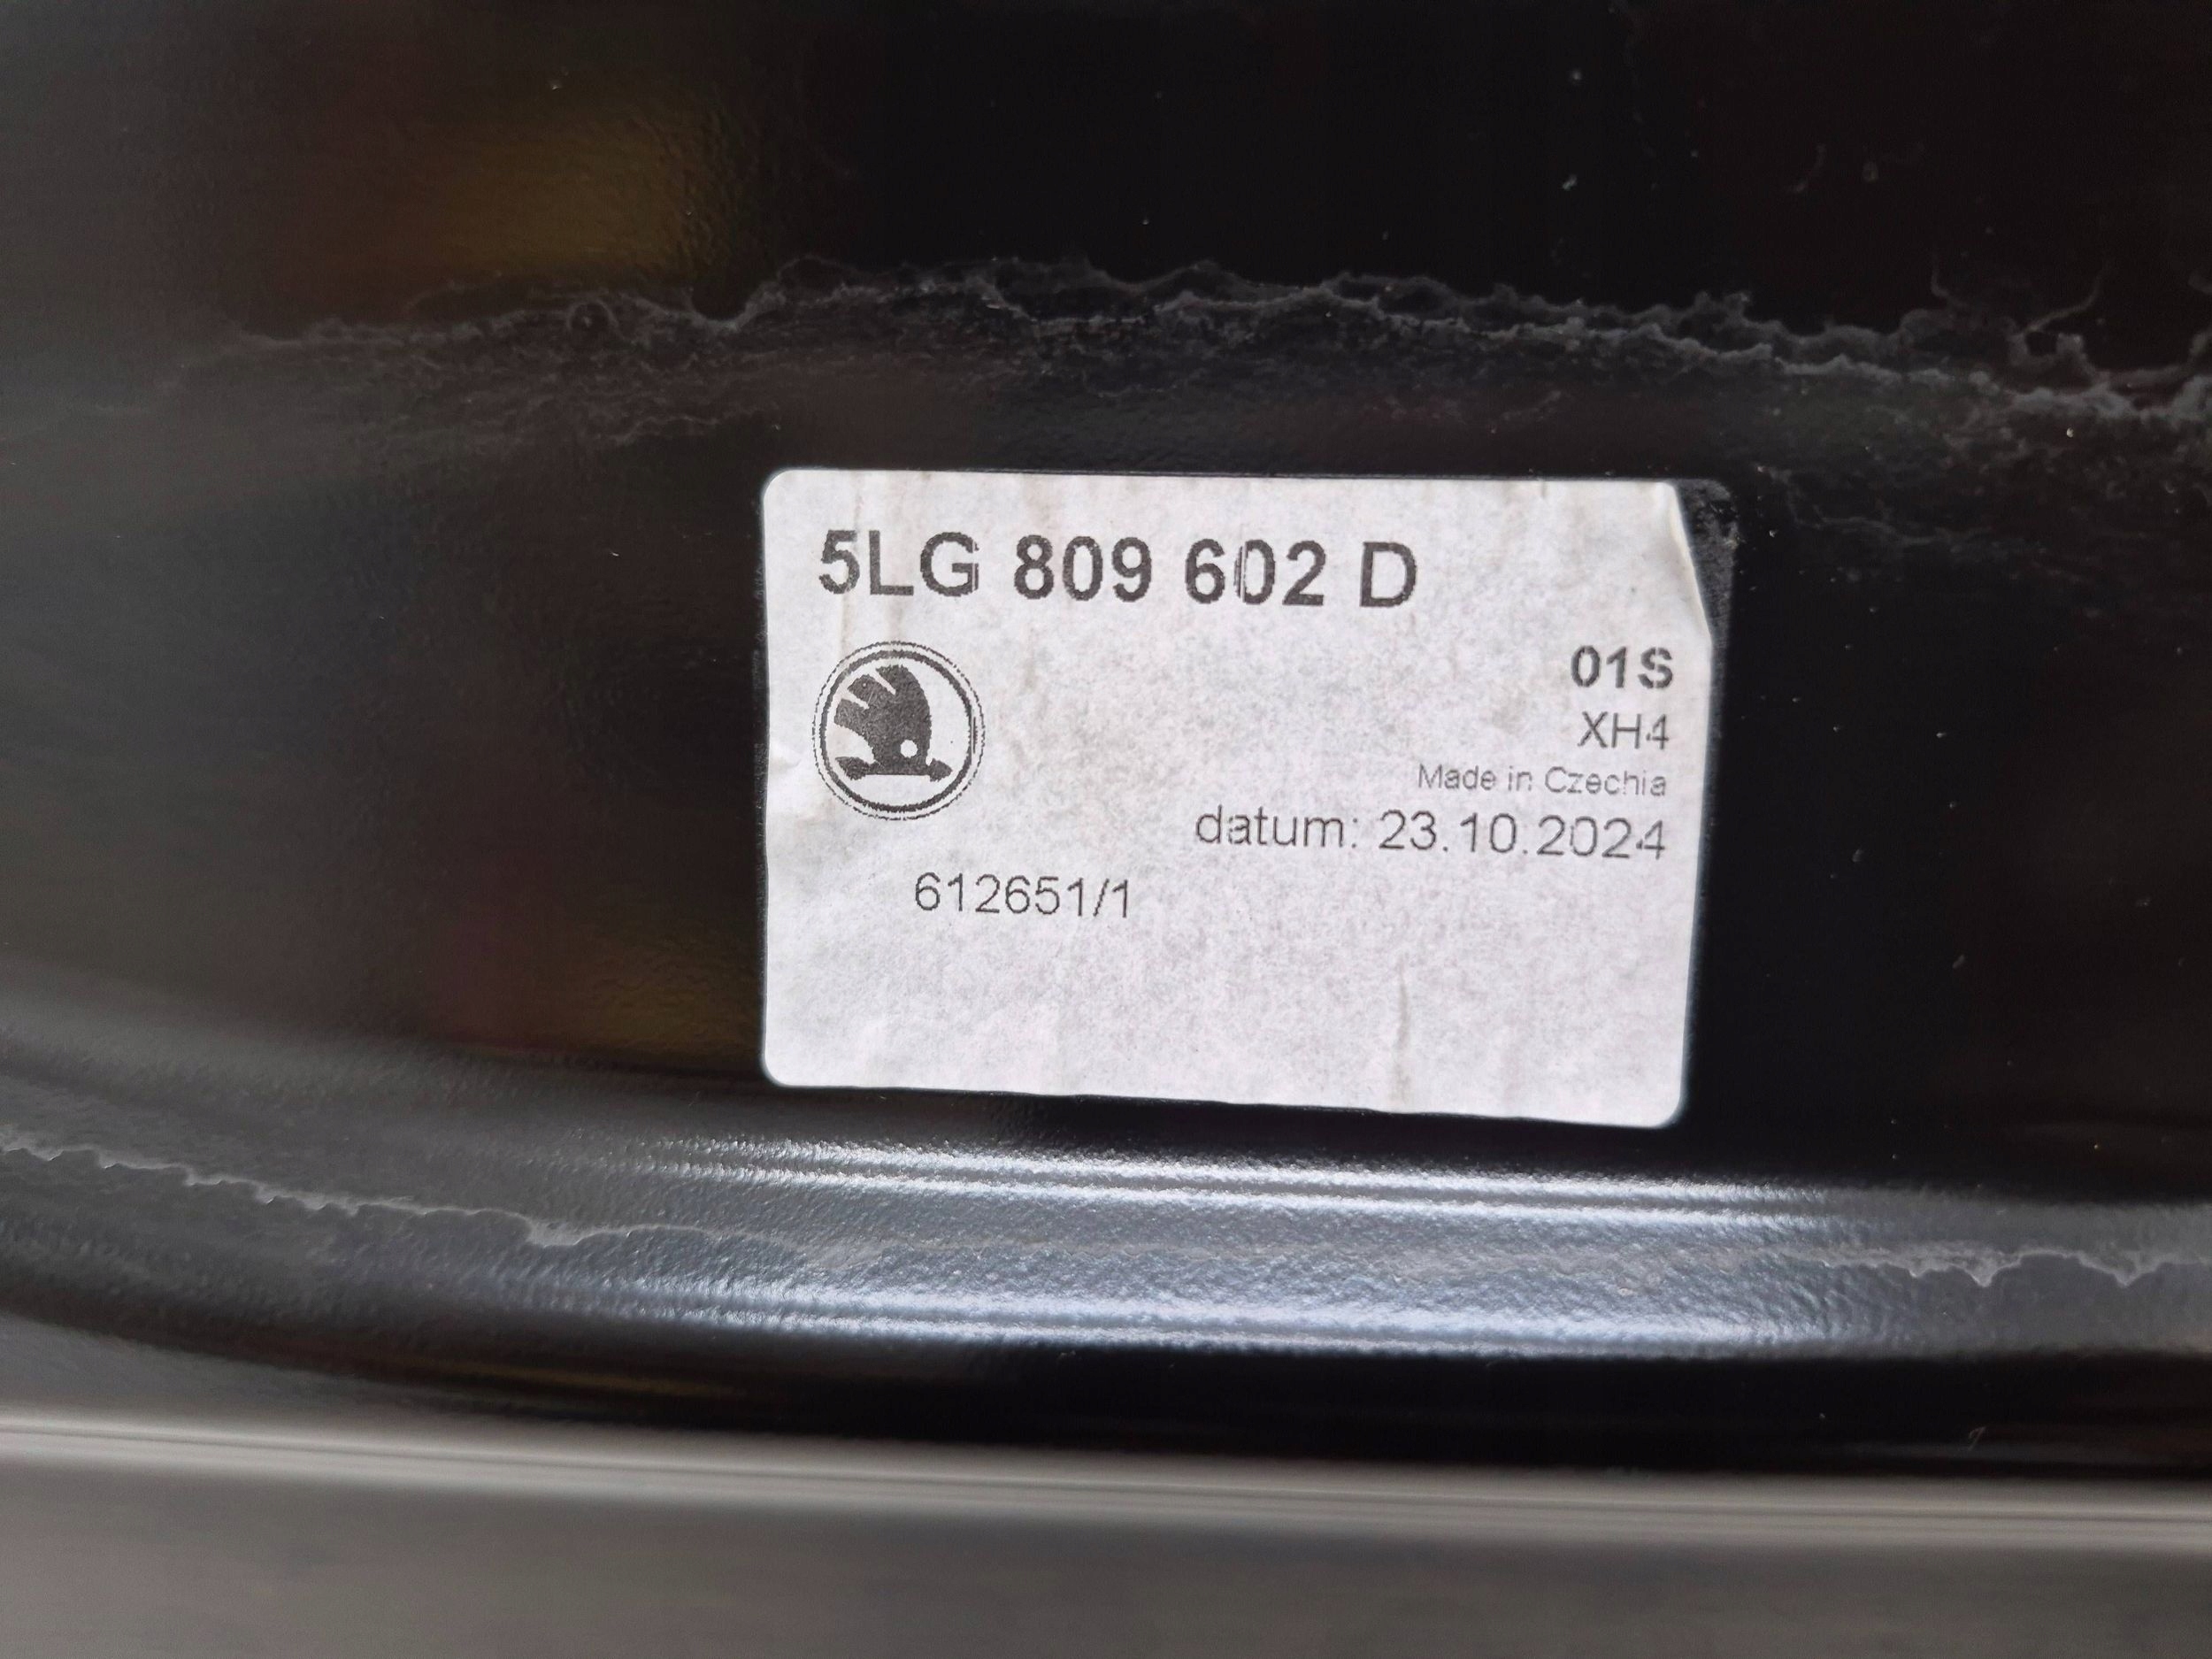 5LG 809 602 D
01S
XH4
Made in Czechia
datum: 23.10.2024
612651/1